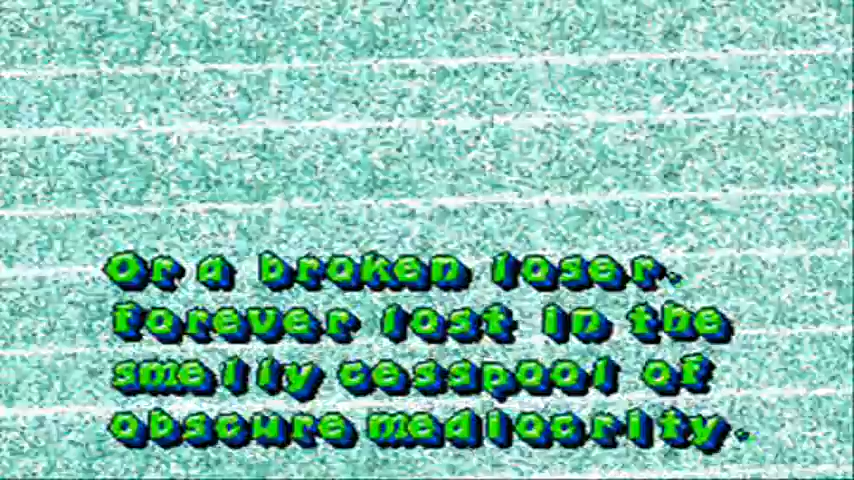 Or a broken loser.
forever lost in the
smelly cesspool of
obscure mediocrity.